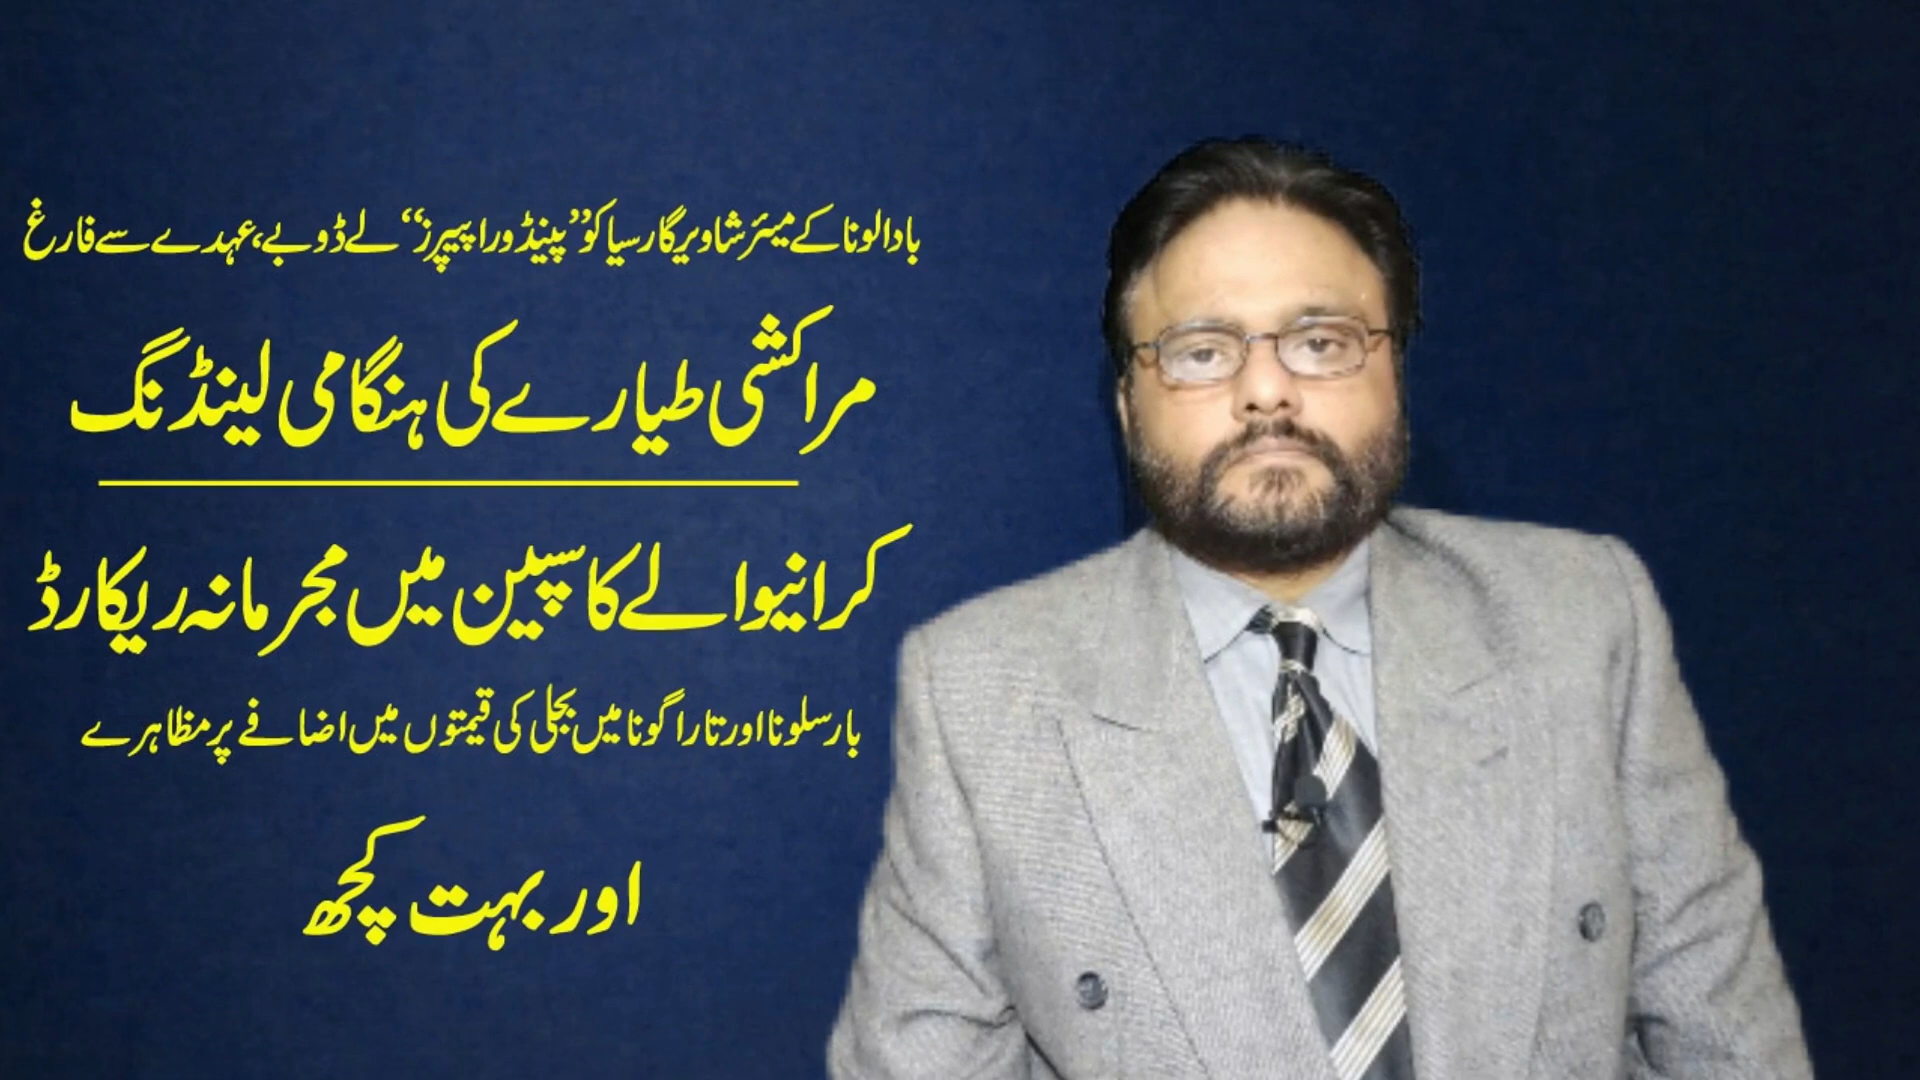 بادالونا کے میئر شاویر گارسیا کو ”پینڈورا پیپرز“ لے ڈوبے، عہدے سے فارغ
مراکشی طیارے کی ہنگامی لینڈنگ
کرانیوالے کا سپین میں مجرمانہ ریکارڈ
بارسلونا اور تاراگونا میں بجلی کی قیمتوں میں اضافے پر مظاہرے
اور بہت کچھ